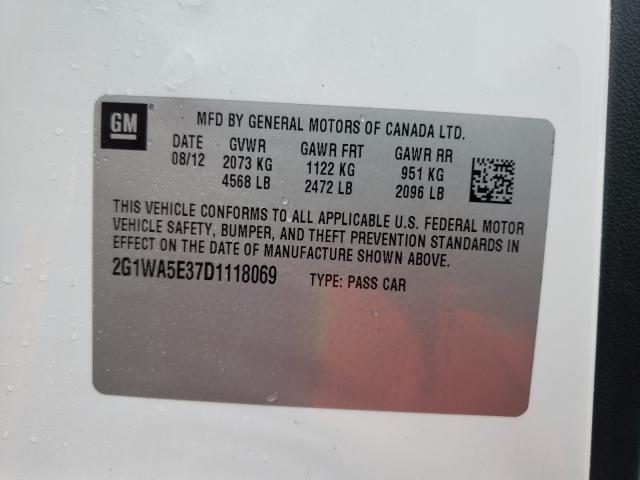 GM
MFD BY GENERAL MOTORS OF CANADA LTD.
DATE GVWR GAWR FRT GAWR RR
08/12 2073 KG 1122 KG 951 KG
4568 LB 2472 LB 2096 LB
THIS VEHICLE CONFORMS TO ALL APPLICABLE U.S. FEDERAL MOTOR
VEHICLE SAFETY, BUMPER, AND THEFT PREVENTION STANDARDS IN
EFFECT ON THE DATE OF MANUFACTURE SHOWN ABOVE.
2G1WA5E37D1118069 TYPE: PASS CAR